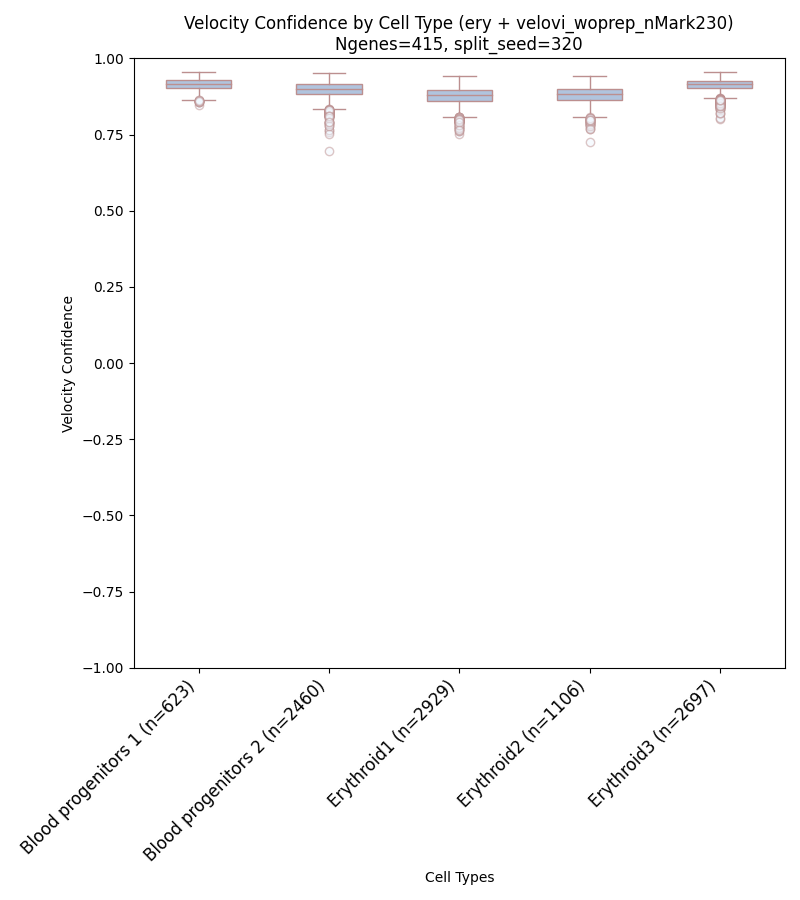 Velocity Confidence by Cell Type (ery + velovi_woprep_nMark230)
Ngenes=415, split_seed=320
1.00
0.75
0.50
0.25
0.00
−0.25
−0.50
−0.75
−1.00
Velocity Confidence
Blood progenitors 1 (n=623)
Blood progenitors 2 (n=2460)
Erythroid1 (n=2929)
Erythroid2 (n=1106)
Erythroid3 (n=2697)
Cell Types